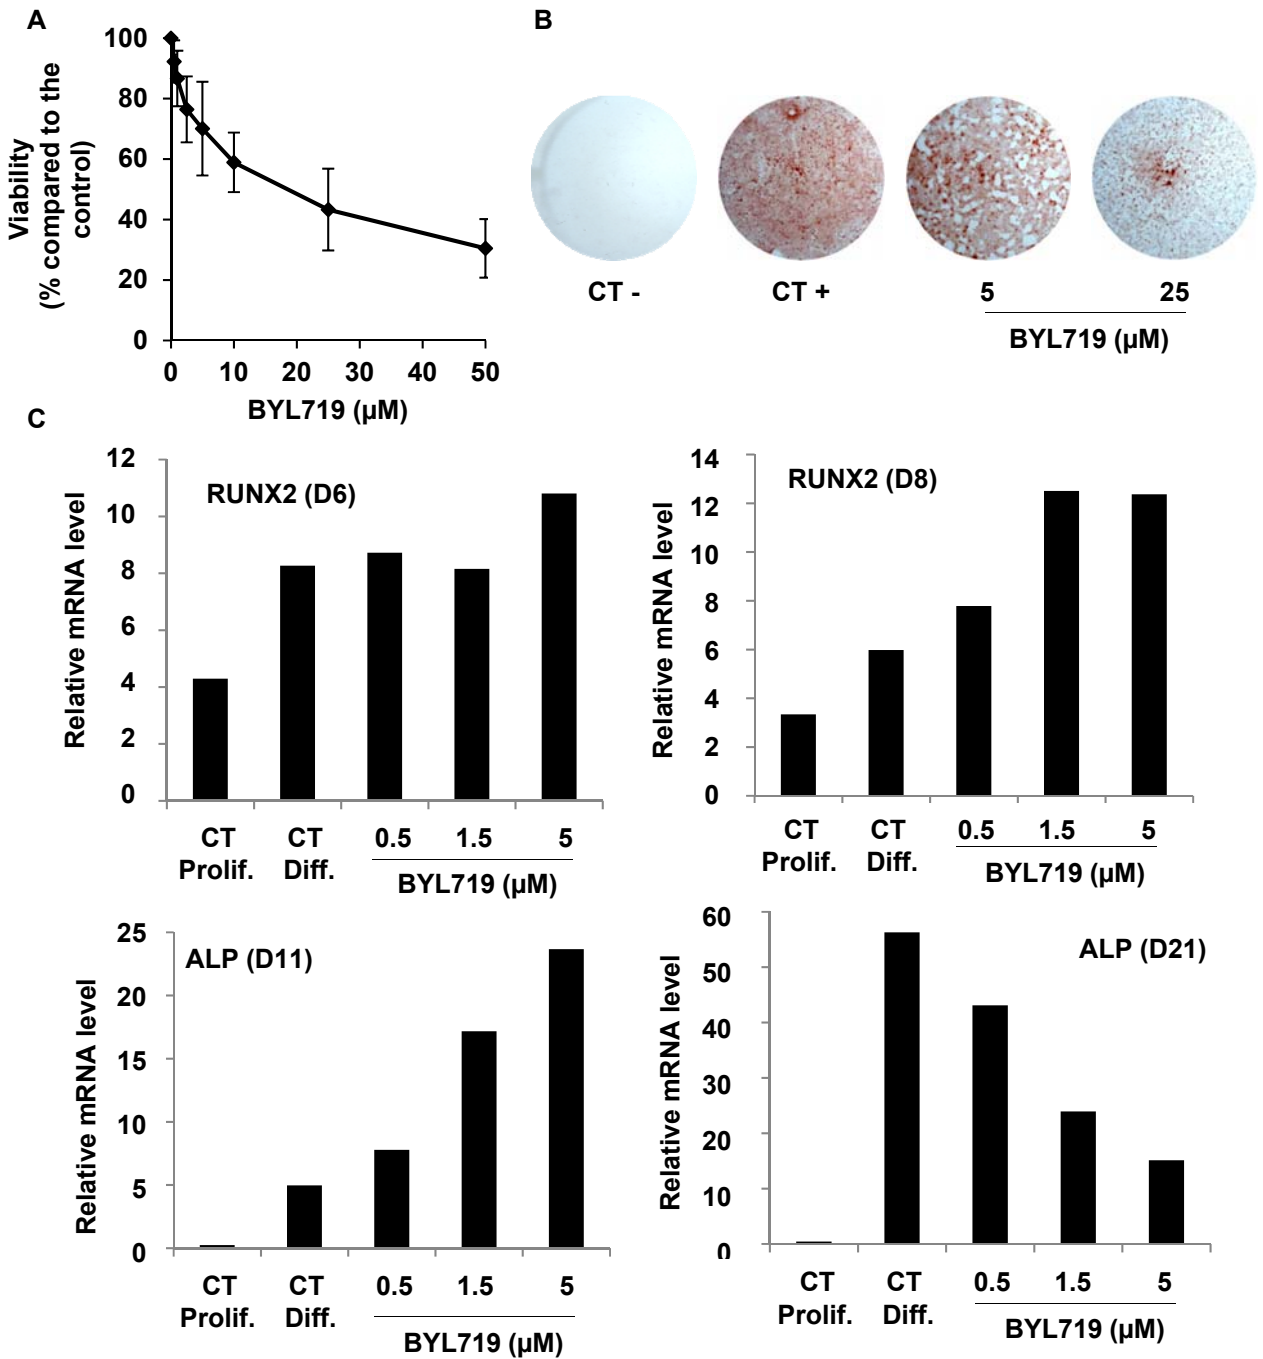 A
100
80
60
40
20
0
Viability
(% compared to the
control)
0 10 20 30 40 50
BYL719 (µM)
B
CT - CT + 5 25
BYL719 (µM)
C
RUNX2 (D6)
12
10
8
6
4
2
0
Relative mRNA level
CT 
Prolif.
CT
Diff.
0.5 1.5 5
BYL719 (µM)
RUNX2 (D8)
14
12
10
8
6
4
2
0
Relative mRNA level
CT
Prolif.
CT
Diff.
0.5 1.5 5
BYL719 (µM)
ALP (D11)
25
20
15
10
5
0
Relative mRNA level
CT
Prolif.
CT
Diff.
0.5 1.5 5
BYL719 (µM)
ALP (D21)
60
50
40
30
20
10
0
Relative mRNA level
CT
Prolif.
CT
Diff.
0.5 1.5 5
BYL719 (µM)